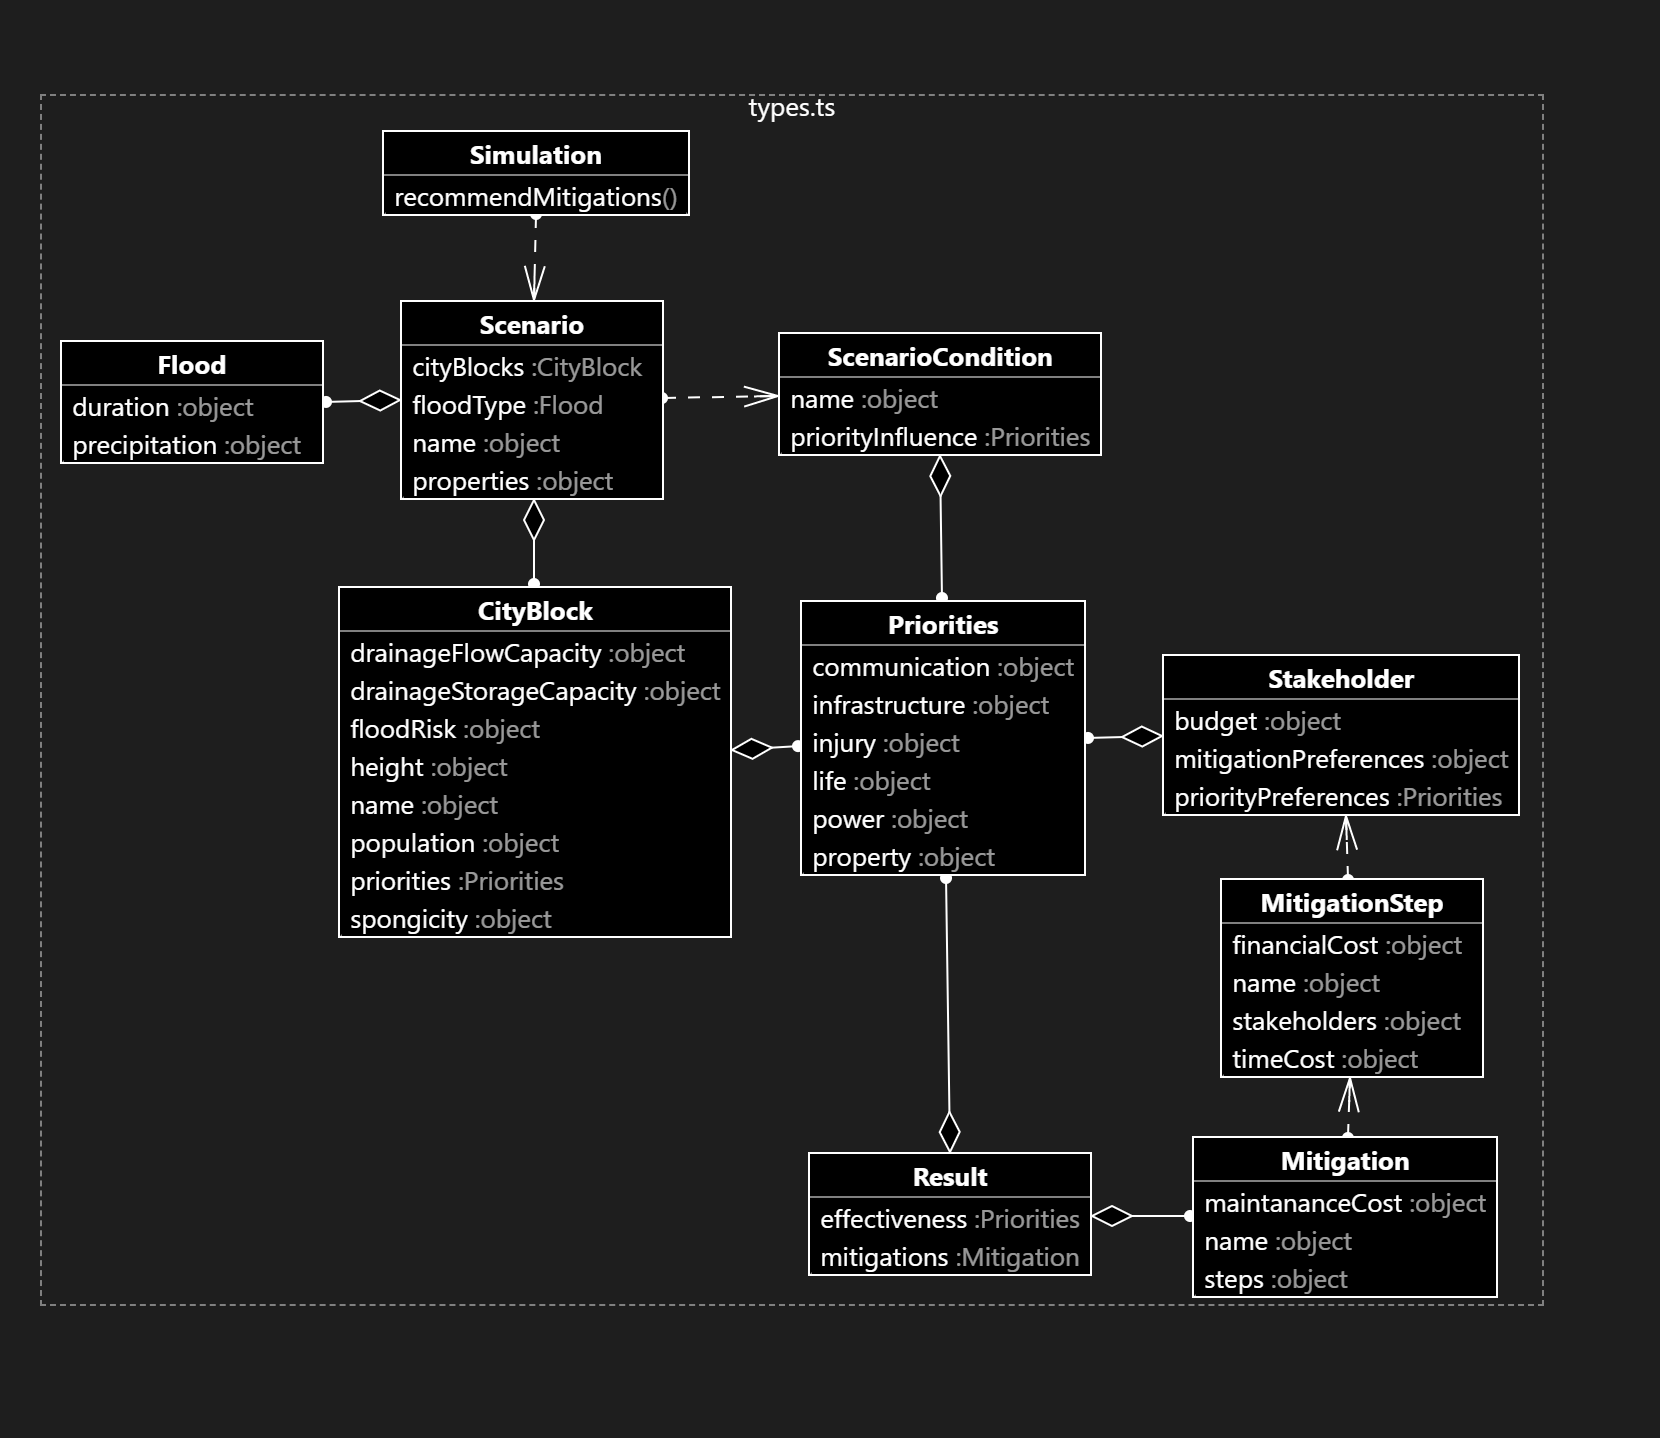 types.ts
Simulation
recommendMitigations()
Scenario
cityBlocks :CityBlock
floodType :Flood
name :object
properties :object
Flood
duration :object
precipitation :object
ScenarioCondition
name :object
priorityInfluence :Priorities
CityBlock
drainageFlowCapacity :object
drainageStorageCapacity :object
floodRisk :object
height :object
name :object
population :object
priorities :Priorities
spongicity :object
Priorities
communication :object
infrastructure :object
injury :object
life :object
power :object
property :object
Stakeholder
budget :object
mitigationPreferences :object
priorityPreferences :Priorities
MitigationStep
financialCost :object
name :object
stakeholders :object
timeCost :object
Result
effectiveness :Priorities
mitigations :Mitigation
Mitigation
maintananceCost :object
name :object
steps :object